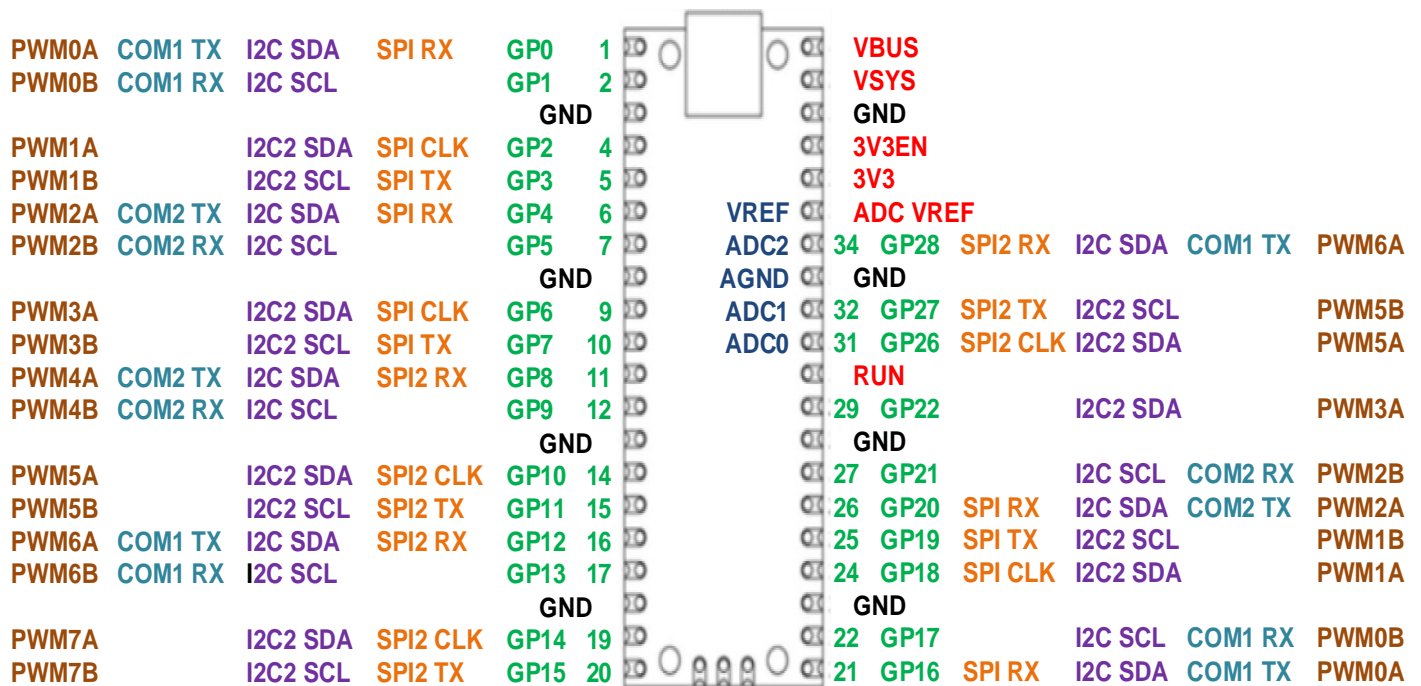 PWM0A COM1 TX I2C SDA SPI RX GP0 1 VBUS
PWM0B COM1 RX I2C SCL GP1 2 VSYS
GND GND
PWM1A I2C2 SDA SPI CLK GP2 4 3V3EN
PWM1B I2C2 SCL SPI TX GP3 5 3V3
PWM2A COM2 TX I2C SDA SPI RX GP4 6 VREF ADC VREF
PWM2B COM2 RX I2C SCL GP5 7 ADC2 34 GP28 SPI2 RX I2C SDA COM1 TX PWM6A
GND AGND GND
PWM3A I2C2 SDA SPI CLK GP6 9 ADC1 32 GP27 SPI2 TX I2C2 SCL PWM5B
PWM3B I2C2 SCL SPI TX GP7 10 ADC0 31 GP26 SPI2 CLK I2C2 SDA PWM5A
PWM4A COM2 TX I2C SDA SPI2 RX GP8 11 RUN
PWM4B COM2 RX I2C SCL GP9 12 29 GP22 I2C2 SDA PWM3A
GND GND
PWM5A I2C2 SDA SPI2 CLK GP10 14 27 GP21 I2C SCL COM2 RX PWM2B
PWM5B I2C2 SCL SPI2 TX GP11 15 26 GP20 SPI RX I2C SDA COM2 TX PWM2A
PWM6A COM1 TX I2C SDA SPI2 RX GP12 16 25 GP19 SPI TX I2C2 SCL PWM1B
PWM6B COM1 RX I2C SCL GP13 17 24 GP18 SPI CLK I2C2 SDA PWM1A
GND GND
PWM7A I2C2 SDA SPI2 CLK GP14 19 22 GP17 I2C SCL COM1 RX PWM0B
PWM7B I2C2 SCL SPI2 TX GP15 20 21 GP16 SPI RX I2C SDA COM1 TX PWM0A